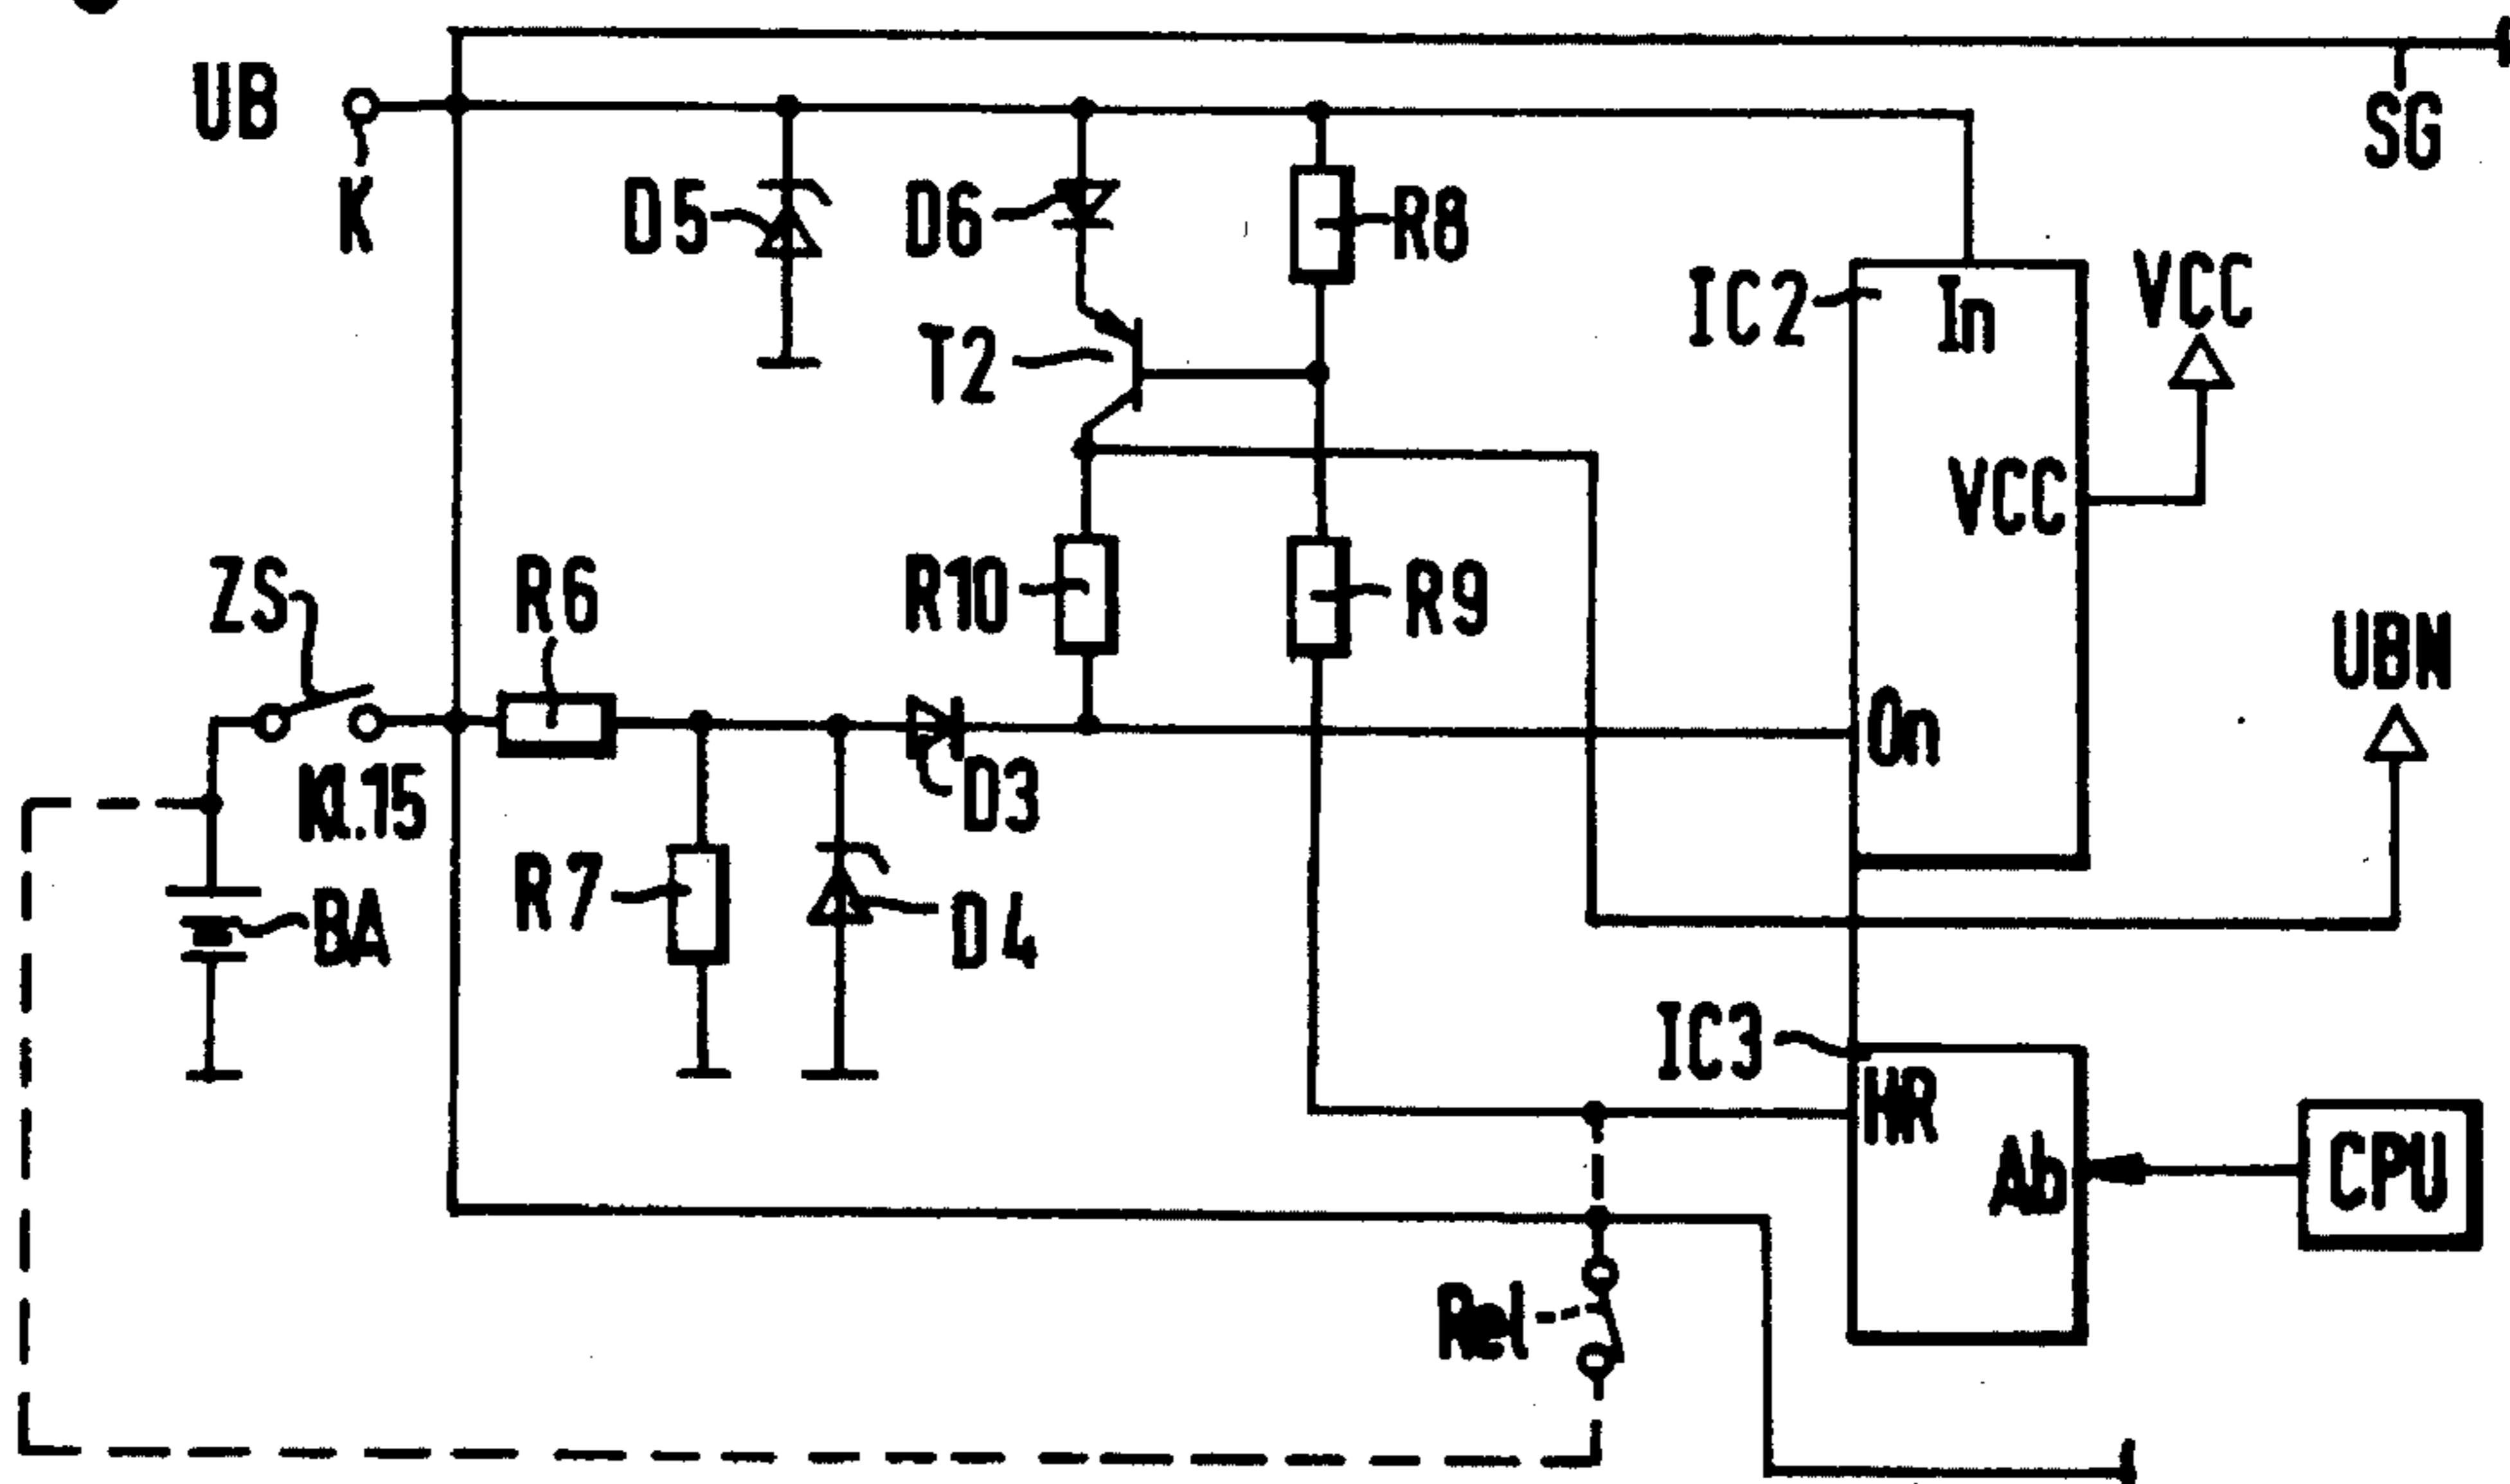 UB
K
SG
D5
D6
R8
IC2
In
VCC
T2
VCC
ZS
R6
R10
R9
UBN
On
Kl.15
D3
R7
BA
D4
IC3
HR
Ab
CPU
Rel